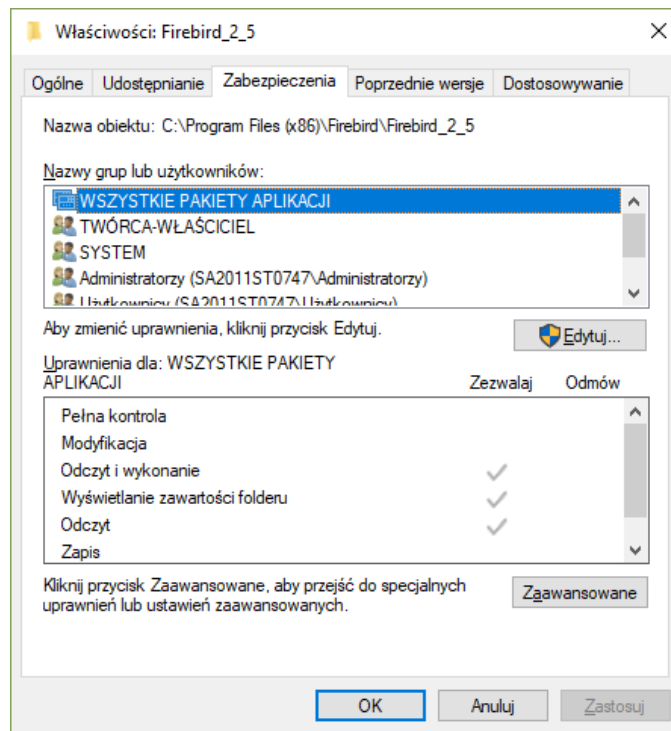 Właściwości: Firebird_2_5
Ogólne Udostępnianie Zabezpieczenia Poprzednie wersje Dostosowywanie
Nazwa obiektu: C:\Program Files (x86)\Firebird\Firebird_2_5
Nazwy grup lub użytkowników:
WSZYSTKIE PAKIETY APLIKACJI
TWÓRCA-WŁAŚCICIEL
SYSTEM
Administratorzy (SA2011ST0747\Administratorzy)
Użytkownicy (SA2011ST0747\Użytkownicy)
Aby zmienić uprawnienia, kliknij przycisk Edytuj.
Edytuj...
Uprawnienia dla: WSZYSTKIE PAKIETY
APLIKACJI
Zezwalaj Odmów
Pełna kontrola
Modyfikacja
Odczyt i wykonanie
Wyświetlanie zawartości folderu
Odczyt
Zapis
Kliknij przycisk Zaawansowane, aby przejść do specjalnych
uprawnień lub ustawień zaawansowanych.
Zaawansowane
OK Anuluj Zastosuj